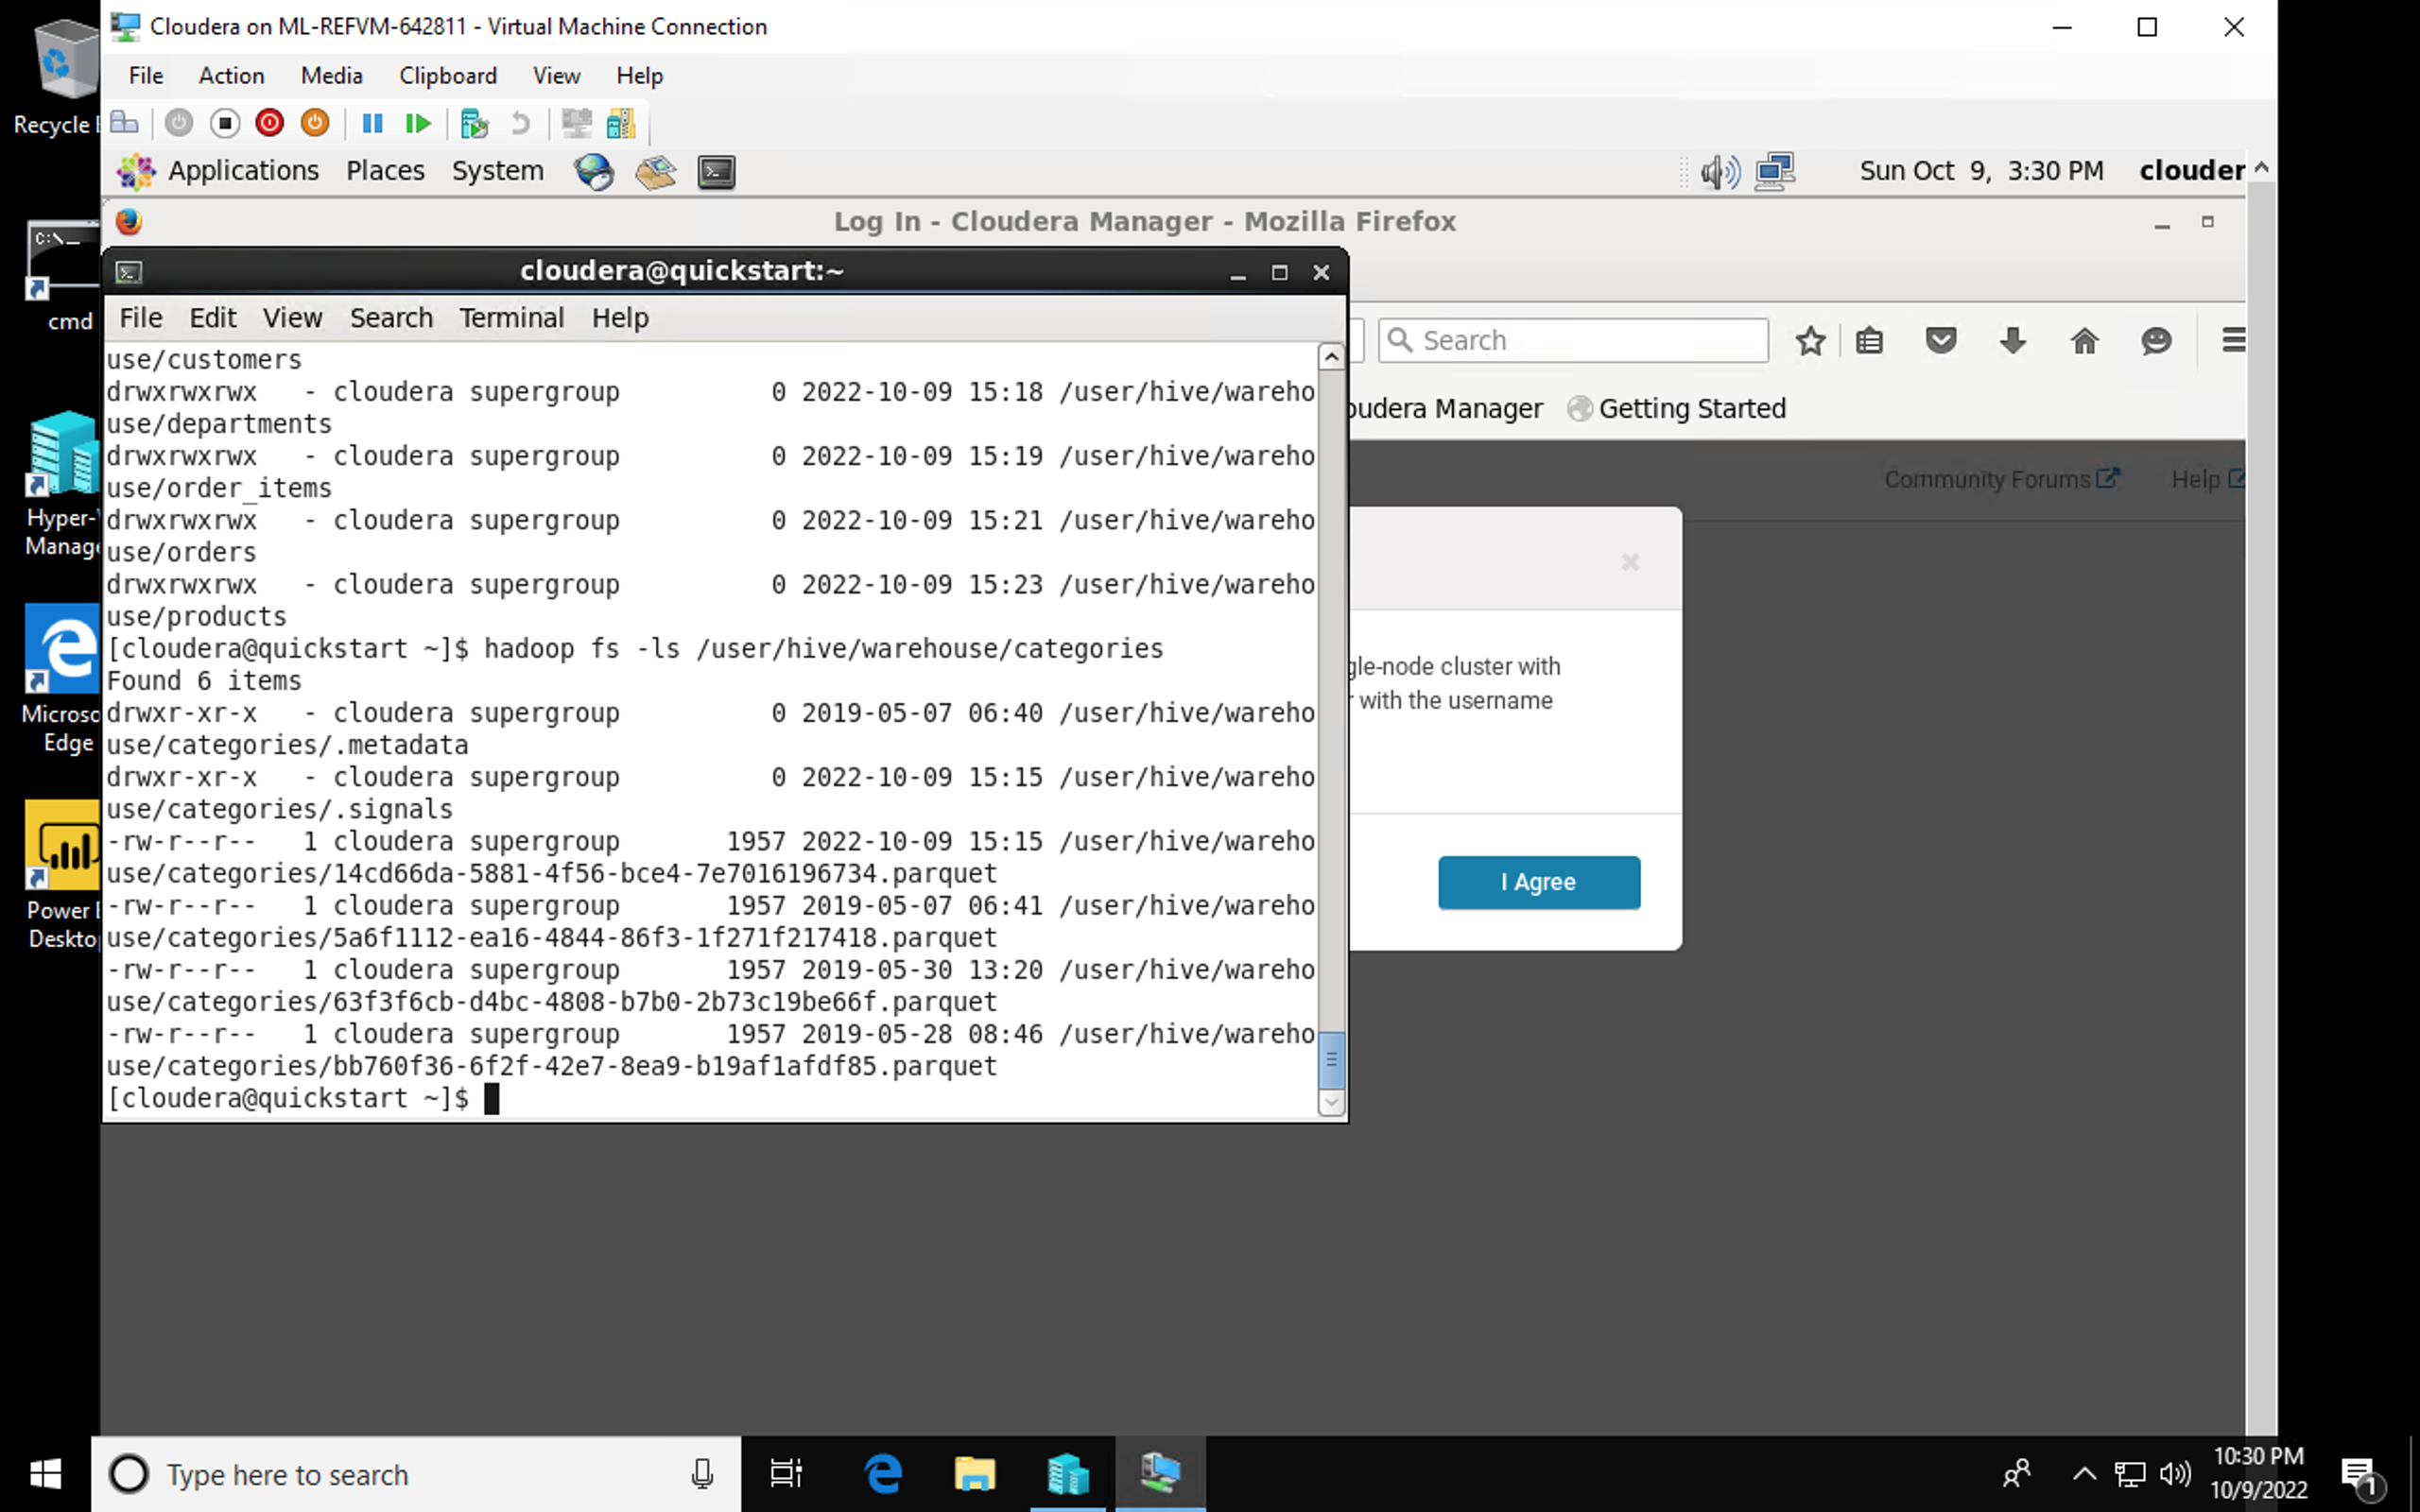 Cloudera on ML-REFVM-642811 - Virtual Machine Connection
File Action Media Clipboard View Help
Recycle
Applications Places System
Sun Oct 9, 3:30 PM clouder
Log In - Cloudera Manager - Mozilla Firefox
C:\
cmd
cloudera@quickstart:~
File Edit View Search Terminal Help
Search
oudera Manager Getting Started
Community Forums Help
use/customers
drwxrwxrwx - cloudera supergroup 0 2022-10-09 15:18 /user/hive/wareho
use/departments
drwxrwxrwx - cloudera supergroup 0 2022-10-09 15:19 /user/hive/wareho
use/order_items
drwxrwxrwx - cloudera supergroup 0 2022-10-09 15:21 /user/hive/wareho
use/orders
drwxrwxrwx - cloudera supergroup 0 2022-10-09 15:23 /user/hive/wareho
use/products
[cloudera@quickstart ~]$ hadoop fs -ls /user/hive/warehouse/categories
Found 6 items
drwxr-xr-x - cloudera supergroup 0 2019-05-07 06:40 /user/hive/wareho
use/categories/.metadata
drwxr-xr-x - cloudera supergroup 0 2022-10-09 15:15 /user/hive/wareho
use/categories/.signals
-rw-r--r-- 1 cloudera supergroup 1957 2022-10-09 15:15 /user/hive/wareho
use/categories/14cd66da-5881-4f56-bce4-7e7016196734.parquet
-rw-r--r-- 1 cloudera supergroup 1957 2019-05-07 06:41 /user/hive/wareho
use/categories/5a6f1112-ea16-4844-86f3-1f271f217418.parquet
-rw-r--r-- 1 cloudera supergroup 1957 2019-05-30 13:20 /user/hive/wareho
use/categories/63f3f6cb-d4bc-4808-b7b0-2b73c19be66f.parquet
-rw-r--r-- 1 cloudera supergroup 1957 2019-05-28 08:46 /user/hive/wareho
use/categories/bb760f36-6f2f-42e7-8ea9-b19af1afdf85.parquet
[cloudera@quickstart ~]$
gle-node cluster with
r with the username
I Agree
Hyper-
Manage
Microso
Edge
Power
Deskto
Type here to search
10:30 PM
10/9/2022
1